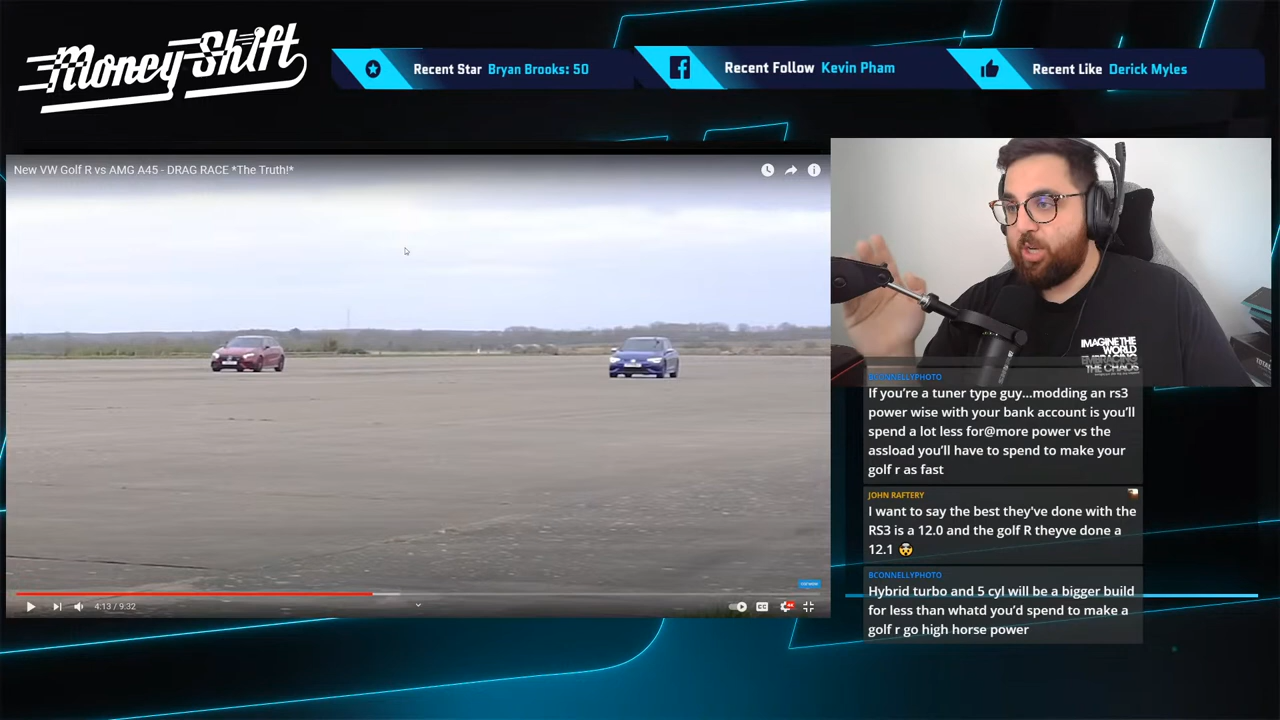 Money Shift
Recent Star Bryan Brooks: 50
Recent Follow Kevin Pham
Recent Like Derick Myles
New VW Golf R vs AMG A45 - DRAG RACE *The Truth!*
IMAGINE THE
WORLD
EMBRACING
THE CHAOS
BCONNELLYPHOTO
If you're a tuner type guy...modding an rs3
power wise with your bank account is you'll
spend a lot less for@more power vs the
assload you'll have to spend to make your
golf r as fast
JOHN RAFTERY
I want to say the best they've done with the
RS3 is a 12.0 and the golf R theyve done a
12.1 🤯
BCONNELLYPHOTO
Hybrid turbo and 5 cyl will be a bigger build
for less than whatd you'd spend to make a
golf r go high horse power
4:13 / 9:32
CC